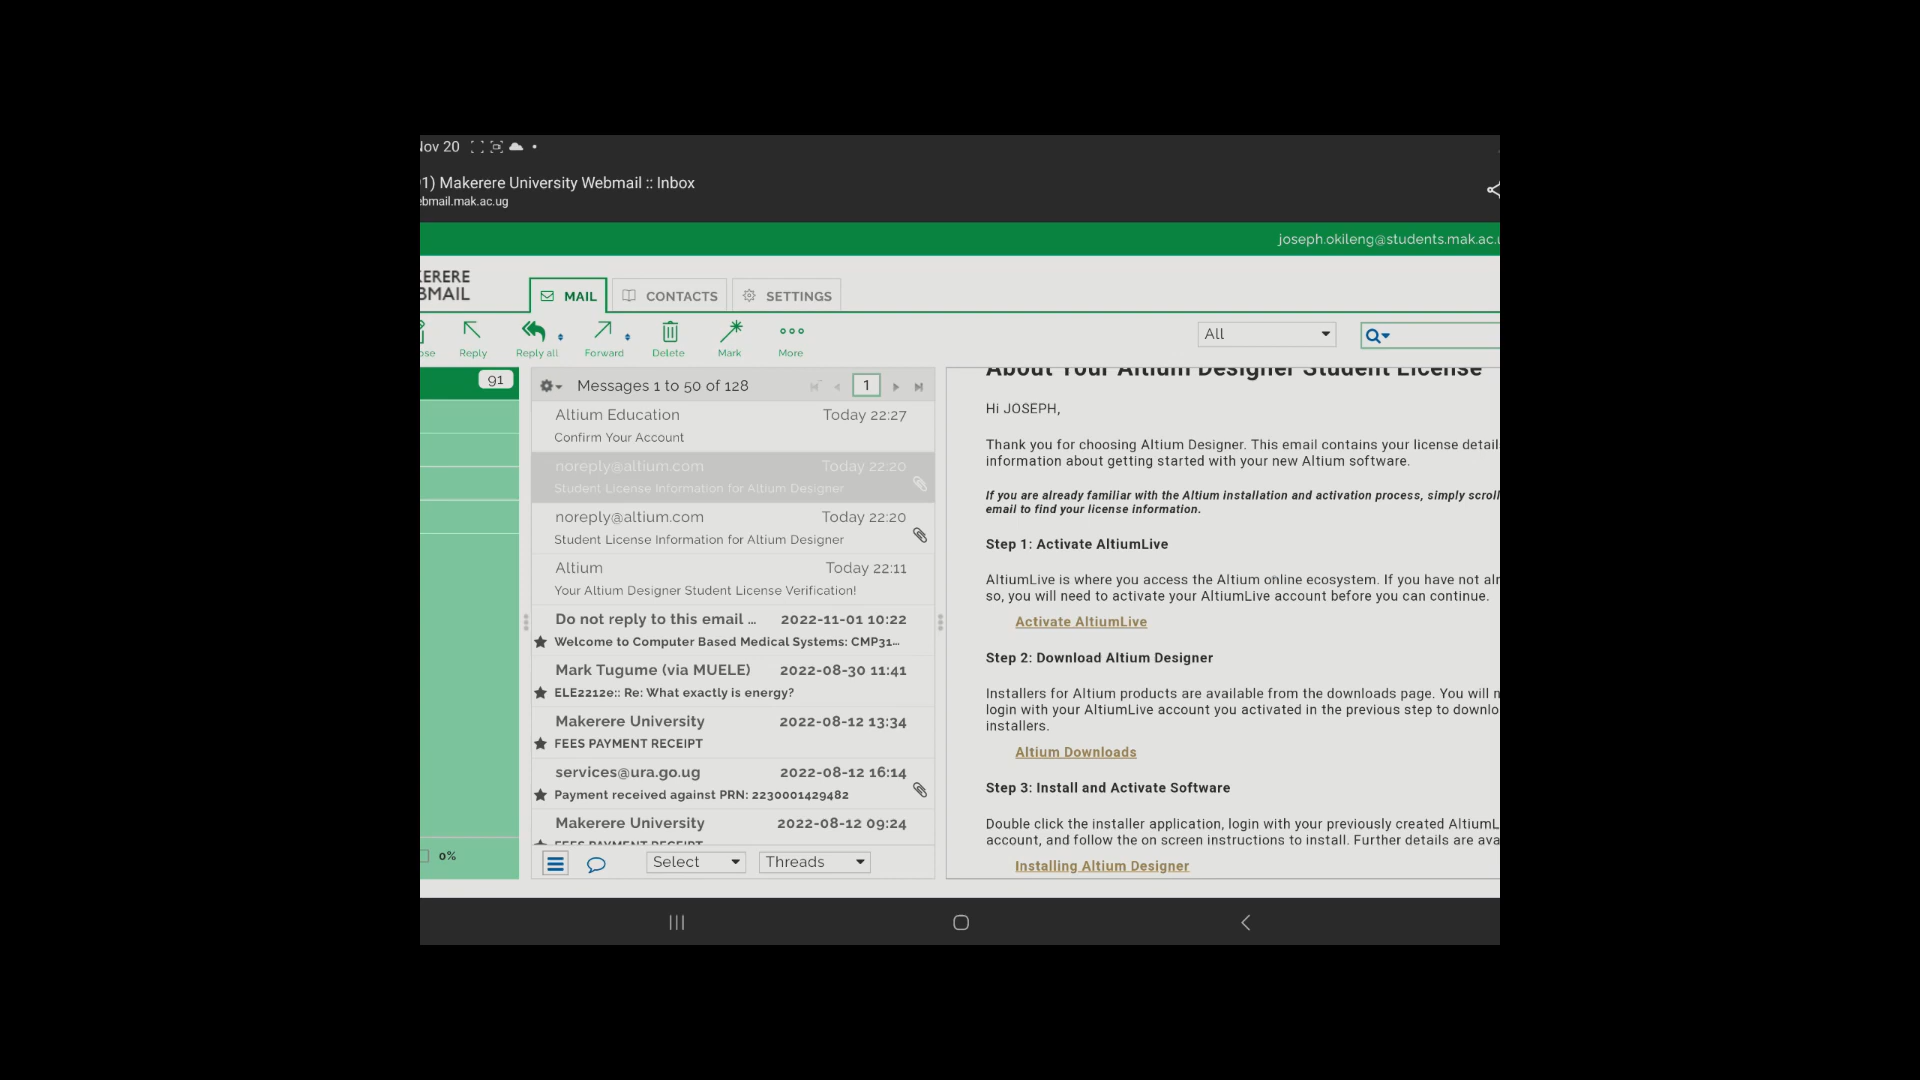 Nov 20
1) Makerere University Webmail :: Inbox
ebmail.mak.ac.ug
joseph.okileng@students.mak.ac.u
KERERE
BMAIL
MAIL
CONTACTS
SETTINGS
ose
Reply
Reply all
Forward
Delete
Mark
More
All
91
Messages 1 to 50 of 128
1
Altium Education Today 22:27
Confirm Your Account
noreply@altium.com Today 22:20
Student License Information for Altium Designer
noreply@altium.com Today 22:20
Student License Information for Altium Designer
Altium Today 22:11
Your Altium Designer Student License Verification!
Do not reply to this email ... 2022-11-01 10:22
Welcome to Computer Based Medical Systems: CMP31...
Mark Tugume (via MUELE) 2022-08-30 11:41
ELE2212e:: Re: What exactly is energy?
Makerere University 2022-08-12 13:34
FEES PAYMENT RECEIPT
services@ura.go.ug 2022-08-12 16:14
Payment received against PRN: 2230001429482
Makerere University 2022-08-12 09:24
FEES PAYMENT RECEIPT
0%
Select
Threads
About Your Altium Designer Student License
Hi JOSEPH,
Thank you for choosing Altium Designer. This email contains your license detail
information about getting started with your new Altium software.
If you are already familiar with the Altium installation and activation process, simply scroll
email to find your license information.
Step 1: Activate AltiumLive
AltiumLive is where you access the Altium online ecosystem. If you have not alr
so, you will need to activate your AltiumLive account before you can continue.
Activate AltiumLive
Step 2: Download Altium Designer
Installers for Altium products are available from the downloads page. You will n
login with your AltiumLive account you activated in the previous step to downlo
installers.
Altium Downloads
Step 3: Install and Activate Software
Double click the installer application, login with your previously created AltiumL
account, and follow the on screen instructions to install. Further details are ava
Installing Altium Designer